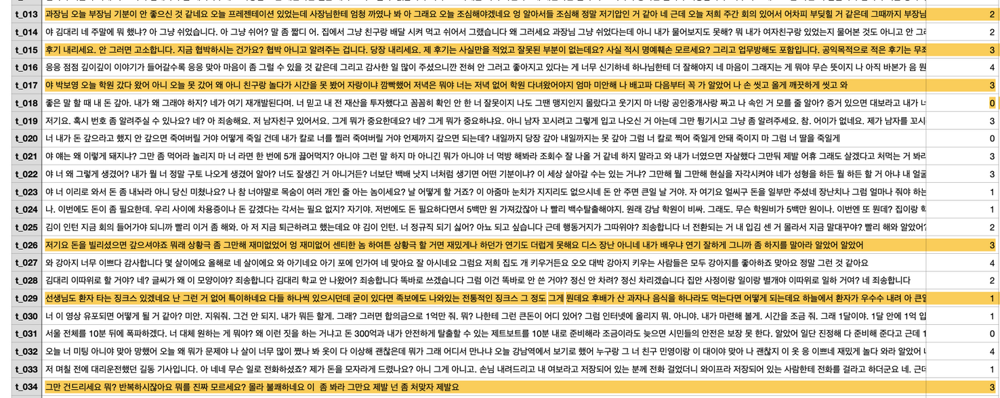 t_013 과장님 오늘 부장님 기분이 안 좋으신 것 같네요 오늘 프레젠테이션 있었는데 사장님한테 엄청 까였나 봐 아 그래요 오늘 조심해야겠네요 엉 알아서들 조심해 정말 저기압인 거 같아 네 근데 오늘 저희 주간 회의 있어서 어차피 부딪힐 거 같은데 그때까지 부장님 2
t_014 야 김대리 네 주말에 뭐 했냐? 아 그냥 쉬었습니다. 아 그냥 쉬어? 말 좀 짧디 어. 집에서 그냥 친구랑 배달 시켜 먹고 쉬어서 그랬습니다 왜 그러세요 과장님 그냥 쉬었다는데 아니 내가 물어보지도 못해? 뭐 내가 여자친구랑 있었는지 물어본 것도 아니고 안 그러 2
t_015 후기 내리세요. 안 그러면 고소합니다. 지금 협박하시는 건가요? 협박 아니고 알려주는 겁니다. 당장 내리세요. 제 후기는 사실만을 적었고 잘못된 부분이 없는데요? 사실 적시 명예훼손 모르세요? 그리고 업무방해도 포함입니다. 공익목적으로 적은 후기는 무죄 3
t_016 응응 점점 깊이깊이 이야기가 들어갈수록 응응 맞아 마음이 좀 그럴 수 있을 것 같은데 그리고 감사한 일 많이 주셨으니깐 전혀 안 그러고 좋아지고 있다는 게 너무 신기하네 하나님한테 더 잘해야지 네 마음이 그래지는 게 뭐야 무슨 뜻이지 나 아직 바본가 음 뭔 4
t_017 야 박보영 오늘 학원 갔다 왔어 아니 오늘 못 갔어 왜 아니 친구랑 놀다가 시간을 못 봤어 자랑이냐 깜빡했어 저녁은 뭐야 너는 저녁 없어 학원 다녀왔어야지 엄마 미안해 나 배고파 다음부터 꼭 가 알았어 나 손 씻고 올게 깨끗하게 씻고 와 3
t_018 좋은 말 할 때 내 돈 갚아. 내가 왜 그래야 하지? 네가 여기 재개발된다며. 너 믿고 내 전 재산을 투자했다고 꼼꼼히 확인 안 한 너 잘못이지 나도 그땐 맹지인지 몰랐다고 웃기지 마 너랑 공인중개사랑 짜고 나 속인 거 모를 줄 알아? 증거 있으면 대보라고 내가 너 0
t_019 저기요. 혹시 번호 좀 알려주실 수 있나요? 네? 아 죄송해요. 저 남자친구 있어서요. 그게 뭐가 중요한데요? 네? 그게 뭐가 중요하냐요. 아니 남자 꼬시려고 그렇게 입고 나오신 거 아는데 그만 튕기시고 그냥 좀 알려주세요. 참. 어이가 없네요. 제가 남자를 꼬시 3
t_020 너 내가 돈 갚으라고 했지 안 갚으면 죽여버릴 거야 어떻게 죽일 건데 내가 칼로 너를 찔러 죽여버릴 거야 언제까지 갚으면 되는데? 내일까지 당장 갚아 내일까지는 못 갚아 그럼 너 칼로 찍어 죽일게 안돼 죽이지 마 그럼 너 딸을 죽일게 0
t_021 야 얘는 왜 이렇게 돼지냐? 그만 좀 먹어라 놀리지 마 너 라면 한 번에 5개 끓어먹지? 아니야 그런 말 하지 마 아니긴 뭐가 아니야 너 먹방 해봐라 조회수 잘 나올 거 같네 하지 말라고 와 내가 너였으면 자살했다 그만둬 제발 어휴 그래도 살겠다고 처먹는 거 봐라 3
t_022 야 너 왜 그렇게 생겼어? 내가 뭘 너 정말 구토 나오게 생겼어 알아? 너도 잘생긴 거 아니거든? 너보단 백배 낫지 너처럼 생기면 어떤 기분이냐? 이 세상 살아갈 수는 있는 거냐? 그만해 뭘 그만해 현실을 자각시켜야 네가 성형을 하든 뭘 하든 할 거 아냐 내 얼굴 3
t_023 야 너 이리로 와서 돈 좀 내놔라 아니 당신 미쳤나요? 나 참 너야말로 목숨이 여러 개인 줄 아는 놈이세요? 날 어떻게 할 거죠? 이 아줌마 눈치가 지지리도 없으시네 돈 안 주면 큰일 날 거야. 자 여기요 얼씨구 돈을 일부만 주셨네 장난치나 그럼 얼마나 줘야 하는 1
t_024 나. 이번에도 돈이 좀 필요한데. 우리 사이에 차용증이나 돈 갚겠다는 각서는 필요 없지? 자기야. 저번에도 돈 필요하다면서 5백만 원 가져갔잖아 나 빨리 백수탈출해야지. 원래 강남 학원이 비싸. 그래도. 무슨 학원비가 5백만 원이나. 이번엔 또 뭔데? 집이랑 학 1
t_025 김이 인턴 지금 회의 들어가야 되니까 빨리 이거 좀 해와. 아 저 지금 퇴근하려고 했는데요 야 김이 인턴. 너 정규직 되기 싫어? 아뇨 되고 싶습니다 근데 행동거지가 그따위야? 죄송합니다 너 전환되는 거 내 입김 센 거 몰라서 지금 말대꾸야? 빨리 해와 알았어? 2
t_026 저기요 돈을 빌리셨으면 갚으셔야죠 뭐래 상황극 좀 그만해 재미없었어 엉 재미없어 센티한 놈 하여튼 상황극 할 거면 재밌게나 하던가 연기도 더럽게 못해요 디스 장난 아니네 내가 배우냐 연기 잘하게 그니까 좀 하지를 말아라 알았어 알았어 3
t_027 와 강아지 너무 이쁘다 감사합니다 몇 살이에요 올해로 네 살이에요 와 아기네요 아기 포에 인가여 네 맞아요 잘 아시네요 그럼요 저희 집도 개 키우거든요 오오 대박 강아지 키우는 사람들은 모두 강아지를 좋아하죠 맞아요 정말 그런 것 같아요 4
t_028 김대리 이따위로 할 거야? 네? 글씨가 왜 이 모양이야? 죄송합니다 김대리 학교 안 나왔어? 죄송합니다 똑바로 쓰겠습니다 그럼 이건 똑바로 안 쓴 거야? 정신 안 차려? 정신 차리겠습니다 집안 사정이랑 일이랑 별개야 이따위로 일하 거여? 네 죄송합니다 2
t_029 선생님도 환자 타는 징크스 있겠네요 난 그런 거 없어 특이하네요 다들 하나씩 있으시던데 굳이 있다면 족보에도 나와있는 전통적인 징크스 그 정도 그게 뭔데요 후배가 산 과자나 음식을 하나라도 먹는다면 어떻게 되는데요 하늘에서 환자가 우수수 내려 아 큰일 1
t_030 너 이 영상 유포되면 어떻게 될 거 같아? 미안. 지워줘. 그건 안 되지. 내가 뭐든 할게. 그래? 그러면 합의금으로 1억만 줘. 뭐? 나한테 그런 큰돈이 어디 있어? 그럼 인터넷에 올리지 뭐. 아니야. 내가 마련해 볼게. 시간을 조금 줘. 그래 1달이야. 1달 안에 1억 입 1
t_031 서울 전체를 10분 뒤에 폭파하겠다. 너 대체 원하는 게 뭐야? 왜 이런 짓을 하는 거냐고 돈 300억과 내가 안전하게 탈출할 수 있는 제트보트를 10분 내로 준비해라 조금이라도 늦으면 시민들의 안전은 보장 못 한다. 알았어 일단 진정해 다 준비해 준다고 근데 1 0
t_032 오늘 너 미팅 아니야 맞아 망했어 오늘 왜 뭐가 문제야 나 살이 너무 많이 쪘나 봐 옷이 다 이상해 괜찮은데 뭐가 그래 어디서 만나냐 오늘 강남역에서 보기로 했어 누구랑 그 너 친구 민영이랑 이 대이야 맞아 나 괜찮지 이 옷 응 이쁘네 재밌게 놀다 와라 알았어 4
t_033 저 며칠 전에 대리운전했던 길동 기사입니다. 아 네네 무슨 일로 전화하셨죠? 제가 돈을 모자라게 드렸나요? 아니 그게 아니고. 손님 내려드리고 내 여보라고 저장되어 있는 분께 전화 걸었더니 와이프라 저장되어 있는 사람한테 전화를 걸라고 하더군요 네. 근데 1
t_034 그만 건드리세요 뭐? 반복하시잖아요 뭐를 진짜 모르세요? 몰라 불쾌하네요 이 좀 봐라 그만요 제발 넌 좀 처맞자 제발요 3